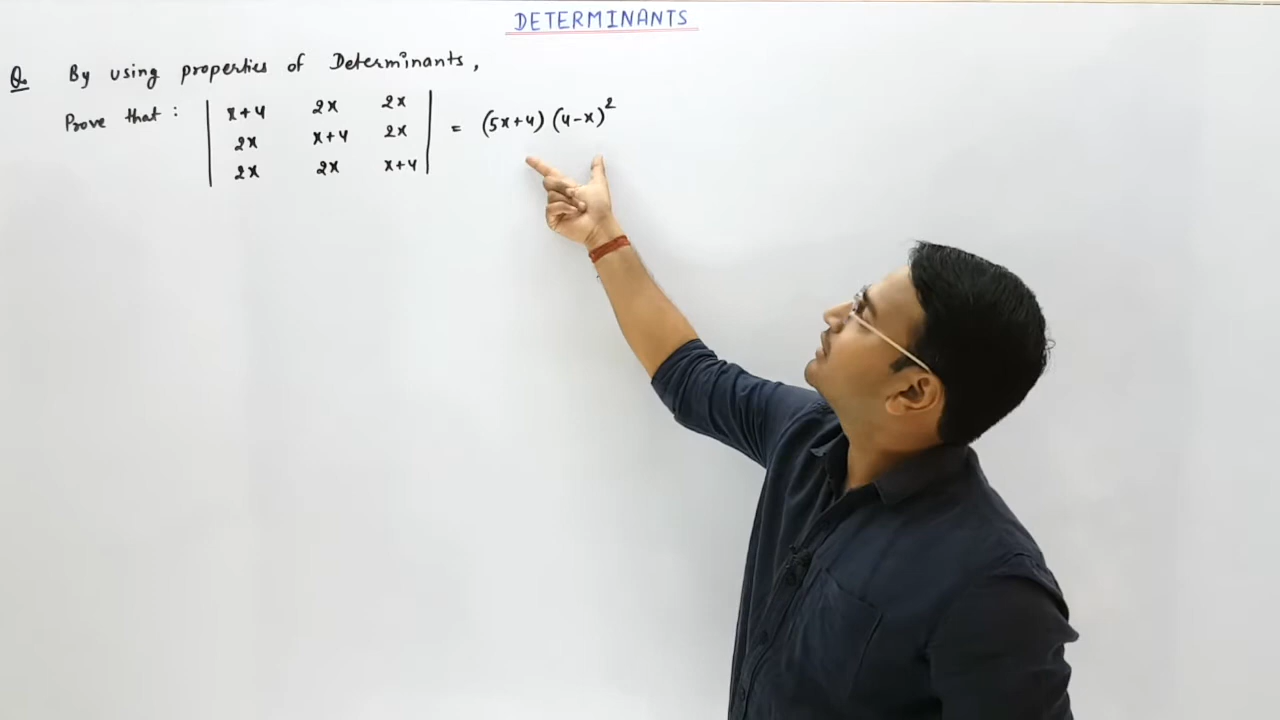 DETERMINANTS
Q. By using properties of Determinants,
Prove that : | x+4 2x 2x |
| 2x x+4 2x | = (5x+4) (4-x)²
| 2x 2x x+4 |